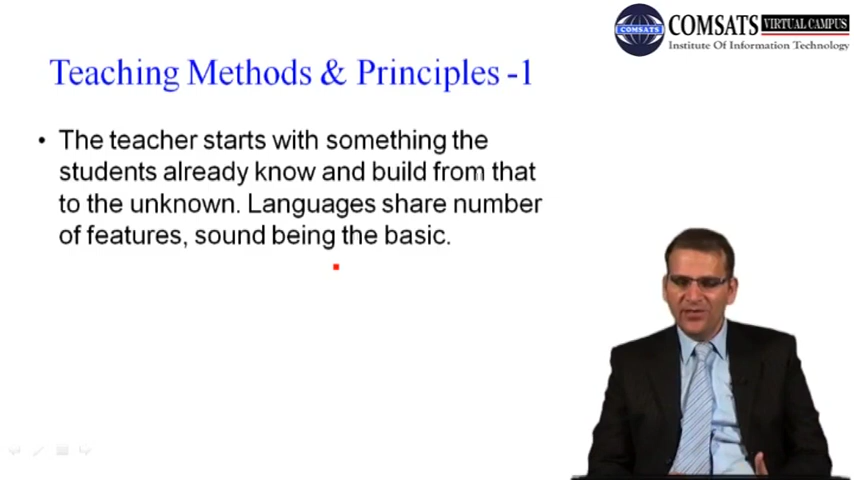 COMSATS VIRTUAL CAMPUS
COMSATS
Institute Of Information Technology
Teaching Methods & Principles -1
• The teacher starts with something the
students already know and build from that
to the unknown. Languages share number
of features, sound being the basic.